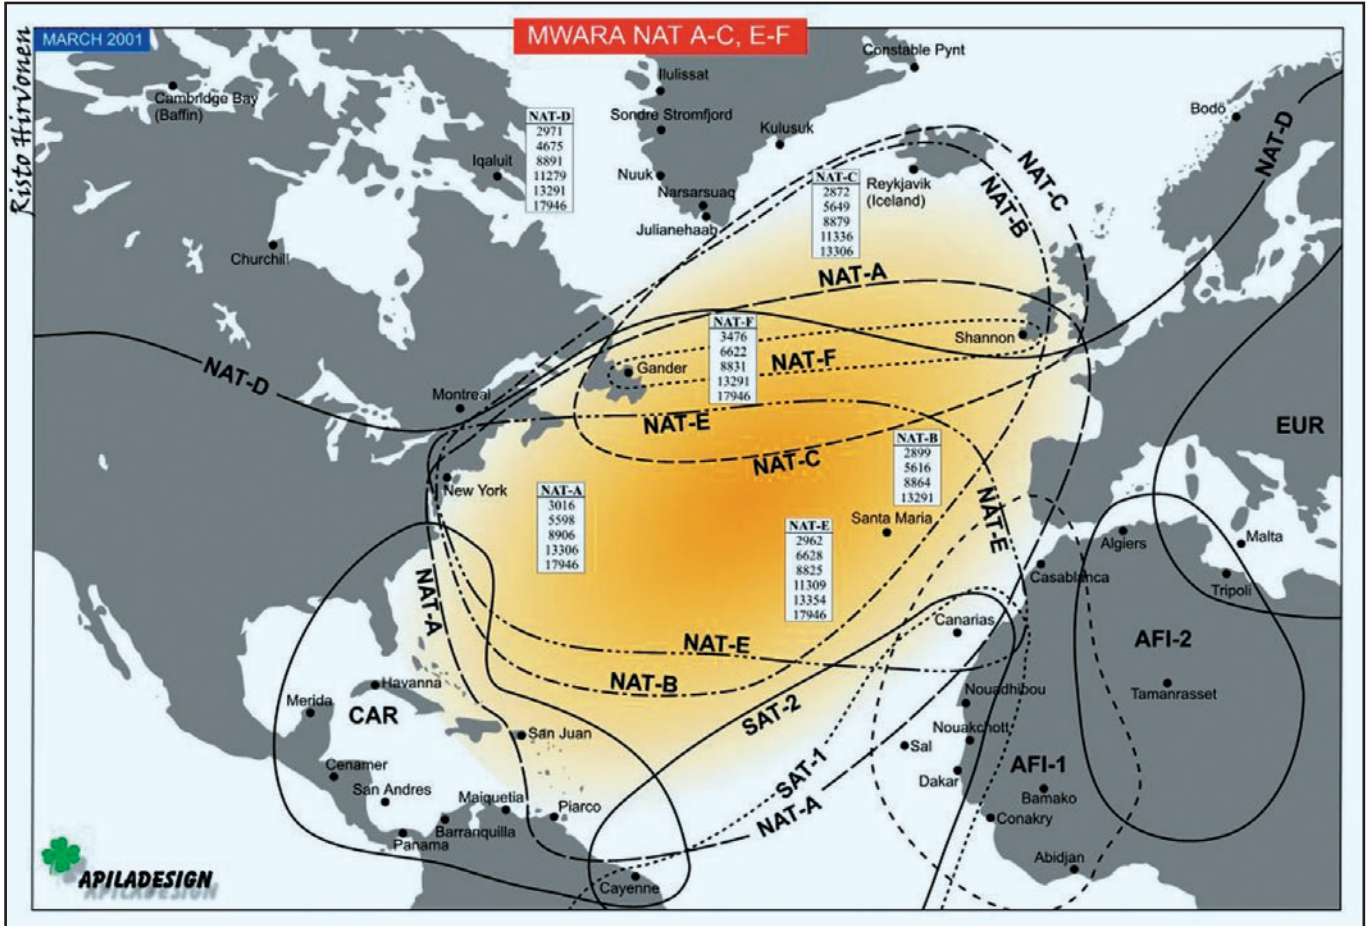 MARCH 2001
MWARA NAT A-C, E-F
Risto Hirvonen
Constable Pynt
Ilulissat
Cambridge Bay
(Baffin)
Sondre Stromfjord
Bodö
Kulusuk
NAT-D
2971
4675
8891
11279
13291
17946
Iqaluit
Nuuk
Narsarsuaq
Julianehaab
NAT-C
2872
5649
8879
11336
13306
Reykjavik
(Iceland)
NAT-C
NAT-B
NAT-D
Churchill
NAT-A
NAT-F
3476
6622
8831
13291
17946
Shannon
NAT-F
Gander
NAT-D
Montreal
NAT-E
NAT-C
EUR
NAT-B
2899
5616
8864
13291
New York
NAT-A
3016
5598
8906
13306
17946
Santa Maria
NAT-E
2962
6628
8825
11309
13354
17946
NAT-E
Algiers
Malta
Casablanca
Tripoli
NAT-A
Canarias
AFI-2
NAT-E
NAT-B
Tamanrasset
Havanna
Merida
CAR
Nouadhibou
SAT-2
Nouakchott
San Juan
Sal
Cenamer
SAT-1
Dakar
AFI-1
San Andres
Maiquetia
Piarco
Bamako
NAT-A
Conakry
Barranquilla
Panama
Abidjan
APILADESIGN
Cayenne